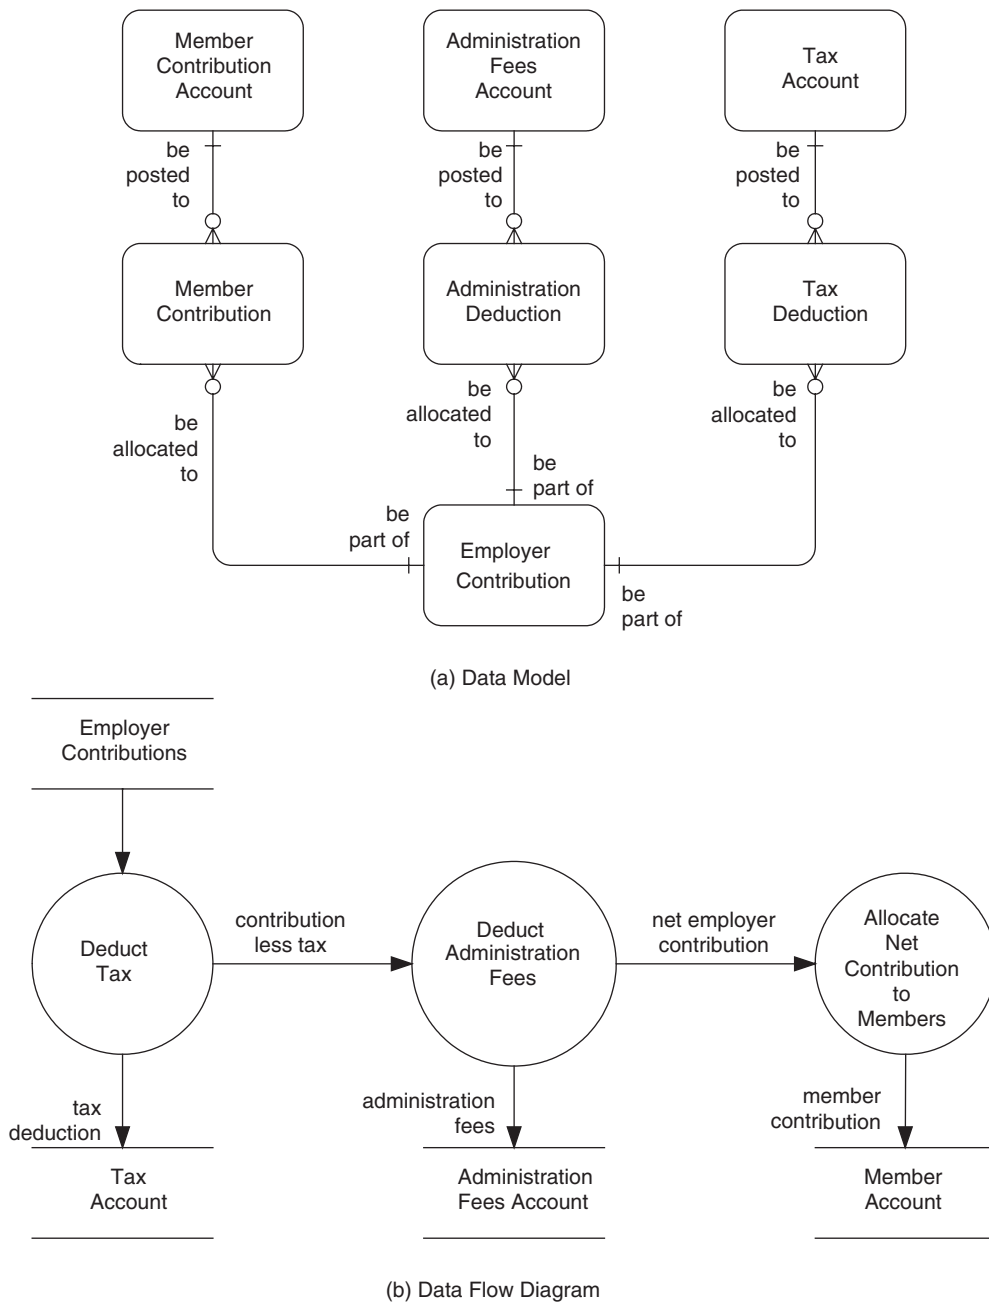 Member
Contribution
Account
Administration
Fees
Account
Tax
Account
be
posted
to
be
posted
to
be
posted
to
Member
Contribution
Administration
Deduction
Tax
Deduction
be
allocated
to
be
allocated
to
be
allocated
to
be
part of
be
part of
Employer
Contribution
be
part of
(a) Data Model
Employer
Contributions
Deduct
Tax
contribution
less tax
Deduct
Administration
Fees
net employer
contribution
Allocate
Net
Contribution
to
Members
tax
deduction
administration
fees
member
contribution
Tax
Account
Administration
Fees Account
Member
Account
(b) Data Flow Diagram